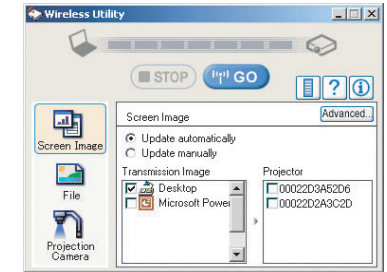 Wireless Utility
STOP
GO
Screen Image
Advanced...
Update automatically
Update manually
Transmission Image
Projector
Desktop
Microsoft Power
00022D3A52D6
00022D2A3C2D
Screen Image
File
Projection
Camera